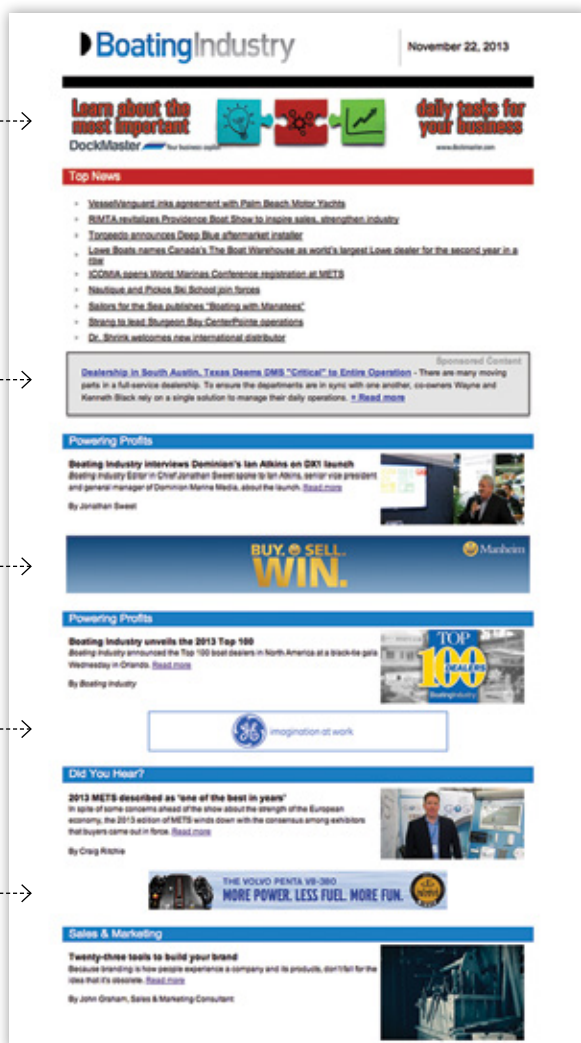 BoatingIndustry
November 22, 2013
Learn about the most important
daily tasks for your business
DockMaster Your business copilot
www.dockmaster.com
Top News
VesselVanguard inks agreement with Palm Beach Motor Yachts
RIMTA revitalizes Providence Boat Show to inspire sales, strengthen industry
Torqeedo announces Deep Blue aftermarket installer
Lowe Boats names Canada's The Boat Warehouse as world's largest Lowe dealer for the second year in a
row
ICOMIA opens World Marinas Conference registration at METS
Nautique and Pickos Ski School join forces
Sailors for the Sea publishes "Boating with Manatees"
Strang to lead Sturgeon Bay CenterPointe operations
Dr. Shrink welcomes new international distributor
Sponsored Content
Dealership in South Austin, Texas Deems DMS "Critical" to Entire Operation - There are many moving
parts in a full-service dealership. To ensure the departments are in sync with one another, co-owners Wayne and
Kenneth Black rely on a single solution to manage their daily operations. + Read more
Powering Profits
Boating Industry interviews Dominion's Ian Atkins on DX1 launch
Boating Industry Editor in Chief Jonathan Sweet spoke to Ian Atkins, senior vice president
and general manager of Dominion Marine Media, about the launch. Read more
By Jonathan Sweet
BUY. SELL.
WIN.
Manheim
Powering Profits
Boating Industry unveils the 2013 Top 100
Boating Industry announced the Top 100 boat dealers in North America at a black-tie gala
Wednesday in Orlando. Read more
By Boating Industry
TOP
100
DEALERS
BoatingIndustry
GE imagination at work
Did You Hear?
2013 METS described as 'one of the best in years'
In spite of some concerns ahead of the show about the strength of the European
economy, the 2013 edition of METS winds down with the consensus among exhibitors
that buyers came out in force. Read more
By Craig Ritchie
THE VOLVO PENTA V8-380
MORE POWER. LESS FUEL. MORE FUN.
Sales & Marketing
Twenty-three tools to build your brand
Because branding is how people experience a company and its products, don't fall for the
idea that it's obsolete. Read more
By John Graham, Sales & Marketing Consultant